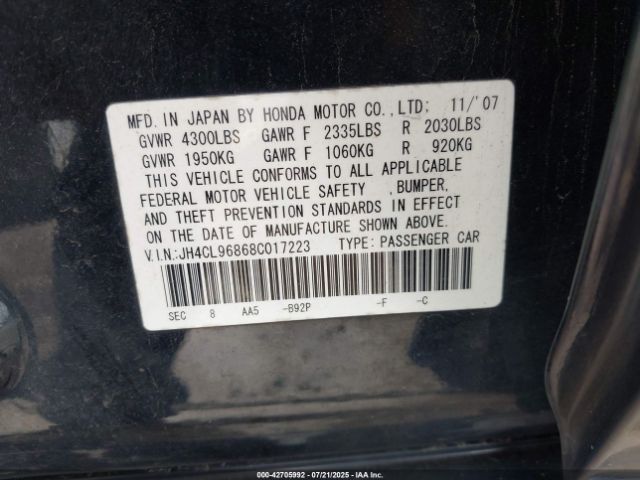 MFD. IN JAPAN BY HONDA MOTOR CO.,LTD: 11/'07
GVWR 4300LBS GAWR F 2335LBS R 2030LBS
GVWR 1950KG GAWR F 1060KG R 920KG
THIS VEHICLE CONFORMS TO ALL APPLICABLE
FEDERAL MOTOR VEHICLE SAFETY ,BUMPER,
AND THEFT PREVENTION STANDARDS IN EFFECT
ON THE DATE OF MANUFACTURE SHOWN ABOVE.
V.I.N.:JH4CL96868C017223 TYPE: PASSENGER CAR
SEC 8 AA5 -B92P -F -C
000-42705992 07/21/2025 IAA Inc.